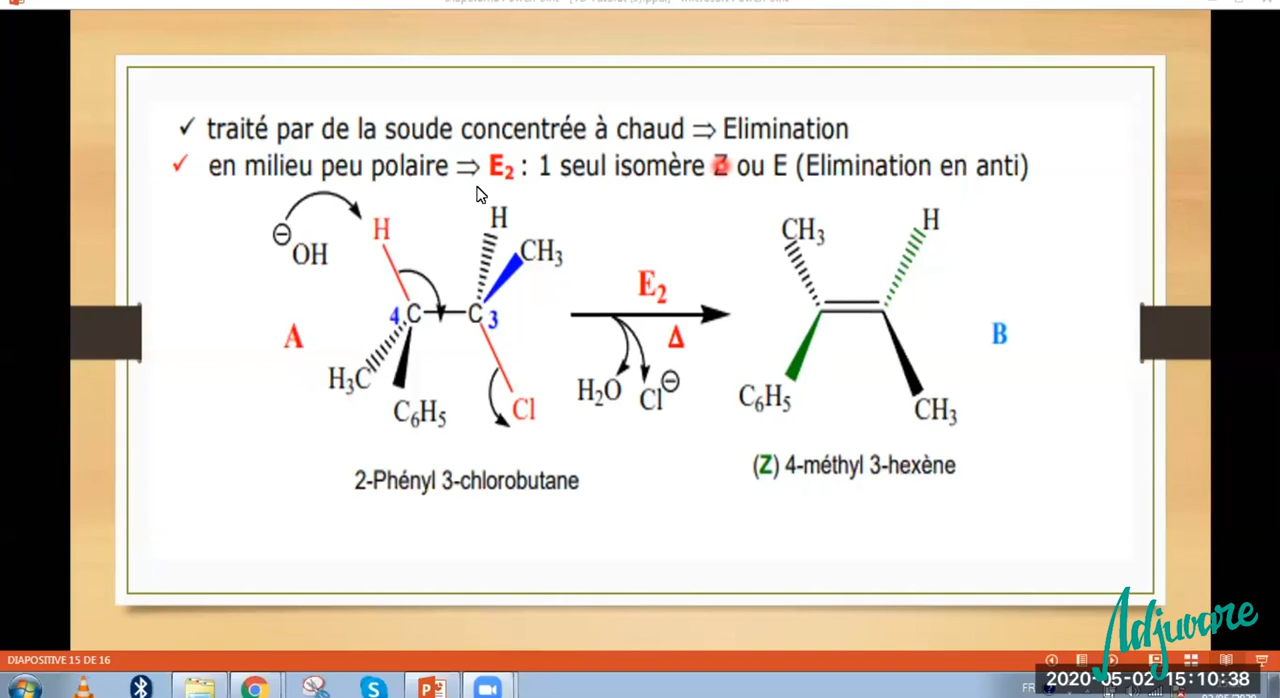 ✓ traité par de la soude concentrée à chaud ⇒ Elimination
✓ en milieu peu polaire ⇒ E₂ : 1 seul isomère Z ou E (Elimination en anti)
H CH₃ H
⊖ H
OH CH₃
E₂
4 C C 3
A Δ B
H₃C H₂O Cl⊖ C₆H₅
C₆H₅ Cl CH₃
2-Phényl 3-chlorobutane (Z) 4-méthyl 3-hexène
Adjuware
DIAPOSITIVE 15 DE 16
FR 2020-05-02 15:10:38